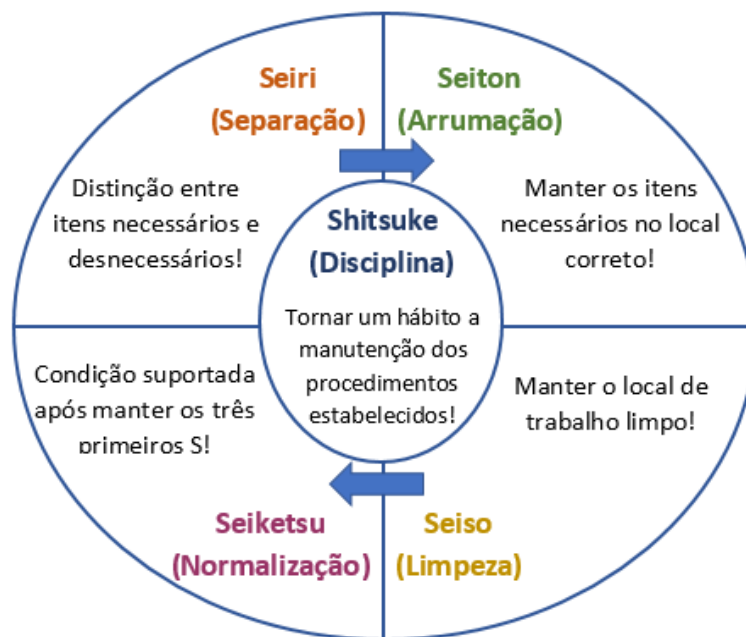 Seiri
(Separação)
Distinção entre
itens necessários e
desnecessários!
Seiton
(Arrumação)
Manter os itens
necessários no local
correto!
Shitsuke
(Disciplina)
Tornar um hábito a
manutenção dos
procedimentos
estabelecidos!
Condição suportada
após manter os três
primeiros S!
Seiketsu
(Normalização)
Manter o local de
trabalho limpo!
Seiso
(Limpeza)